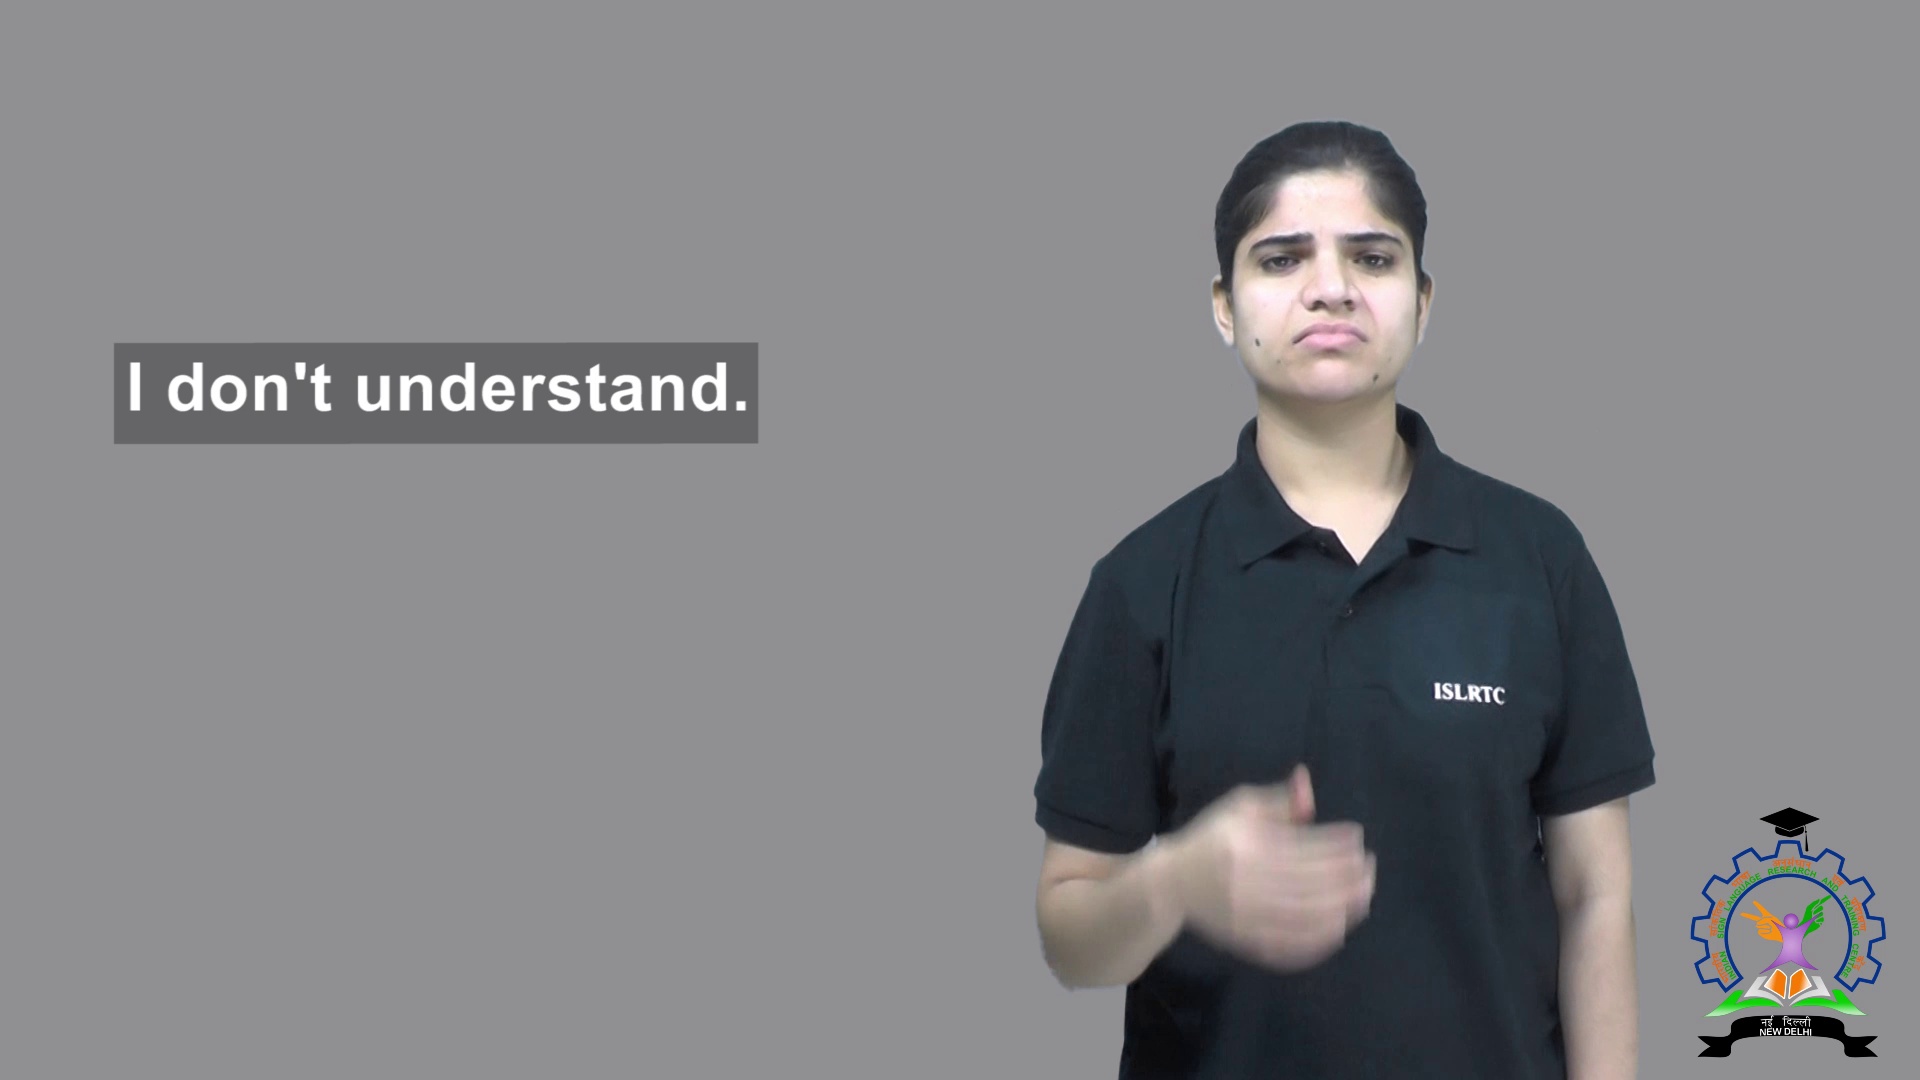 I don't understand.
ISLRTC
INDIAN SIGN LANGUAGE RESEARCH AND TRAINING CENTRE
नई दिल्ली
NEW DELHI